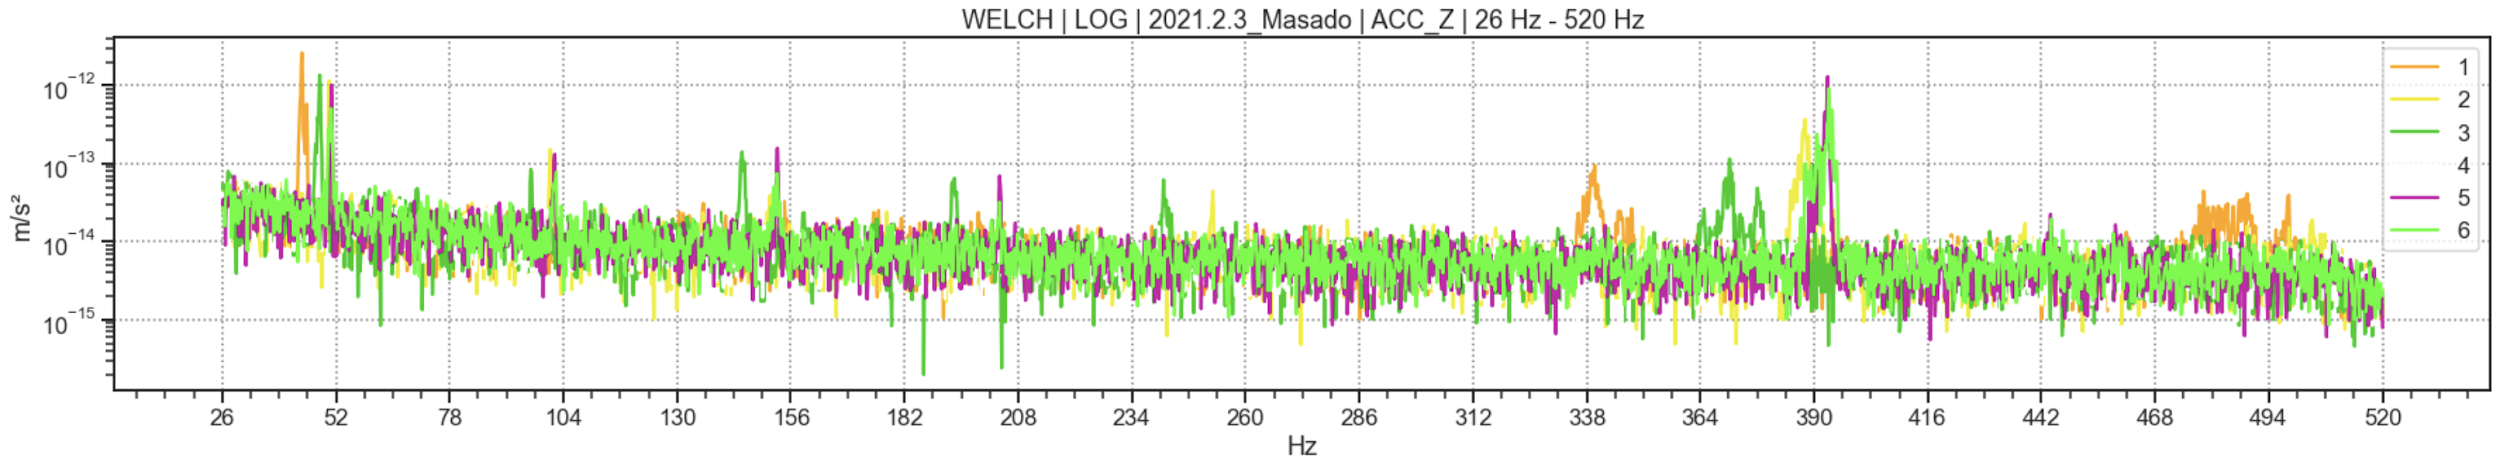 WELCH | LOG | 2021.2.3_Masado | ACC_Z | 26 Hz - 520 Hz
10⁻¹²
10⁻¹³
10⁻¹⁴
10⁻¹⁵
m/s²
1
2
3
4
5
6
26 52 78 104 130 156 182 208 234 260 286 312 338 364 390 416 442 468 494 520
Hz